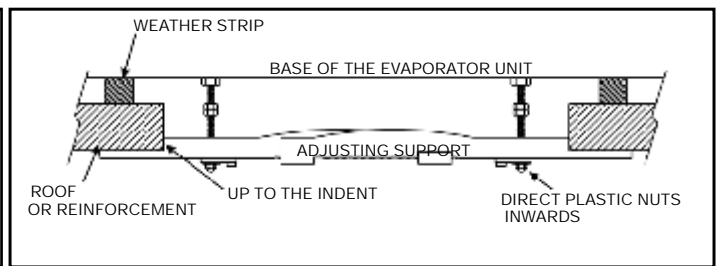 WEATHER STRIP
BASE OF THE EVAPORATOR UNIT
ADJUSTING SUPPORT
ROOF
OR REINFORCEMENT
UP TO THE INDENT
DIRECT PLASTIC NUTS
INWARDS